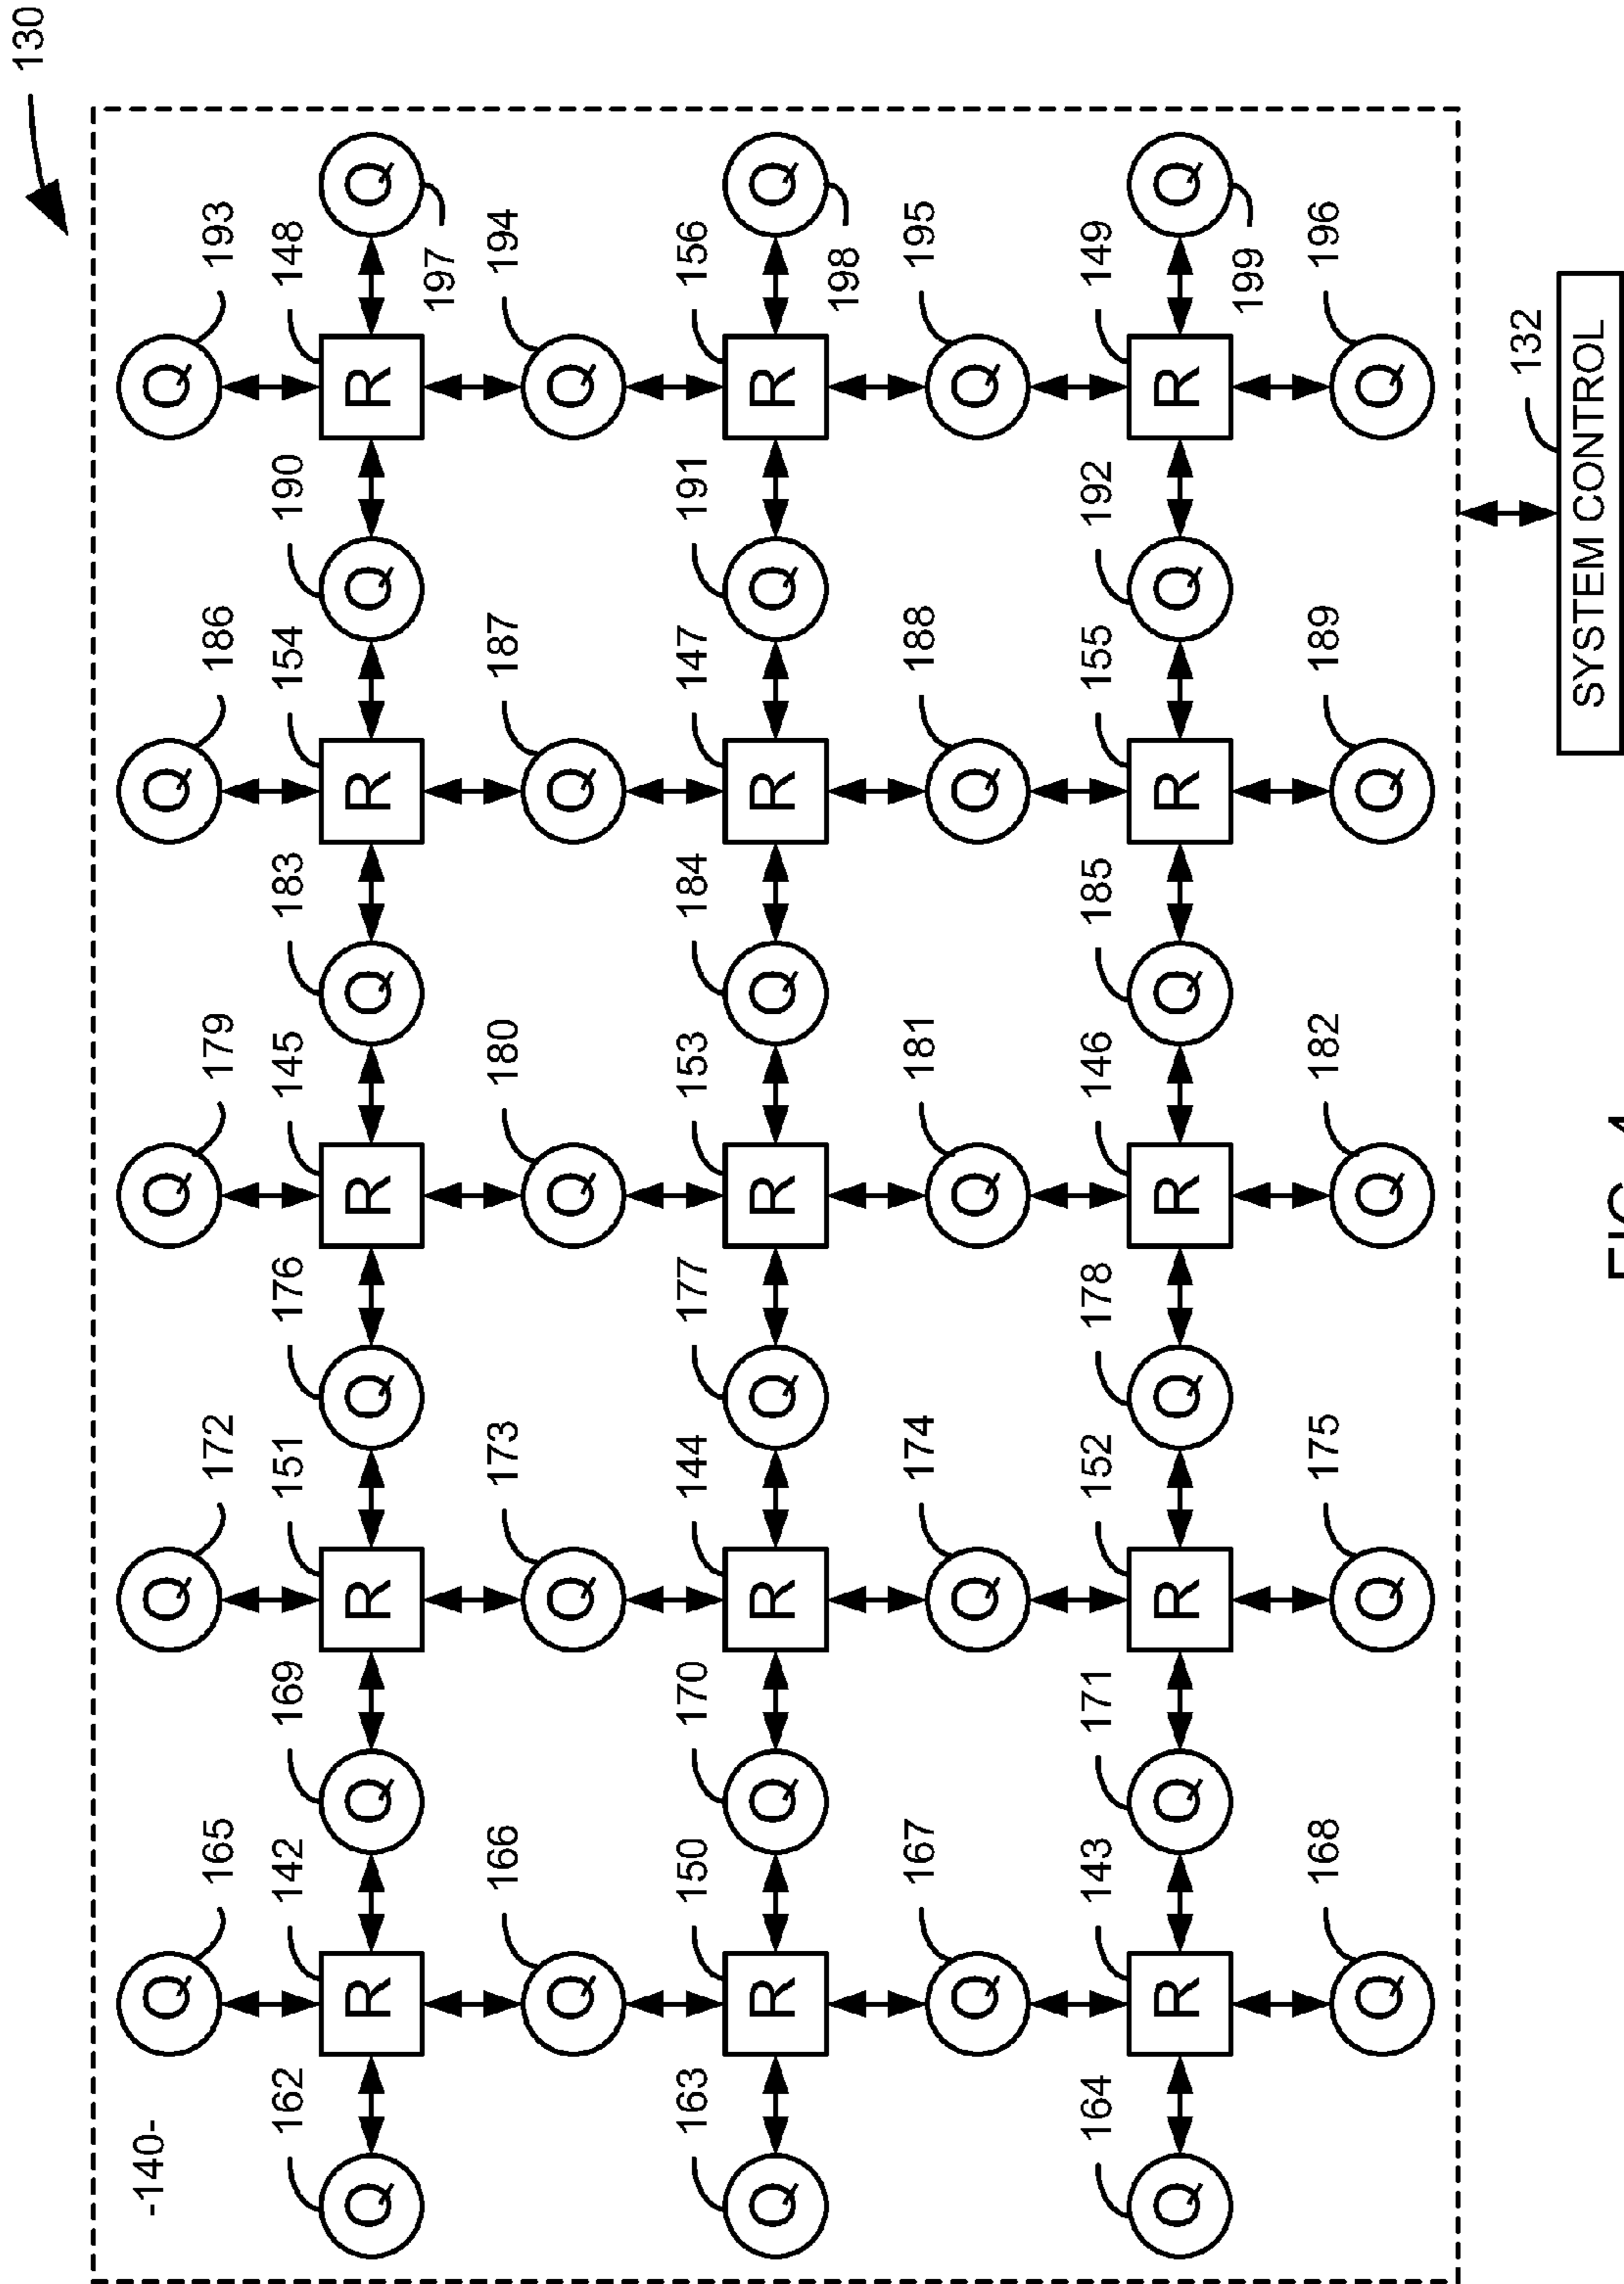 130
-140-
Q Q Q Q Q
165 172 179 186 193
162 142 169 151 176 145 183 154 190 148
Q R Q R Q R Q R Q R Q
197
166 173 180 187 194
Q Q Q Q Q
163 150 170 144 177 153 184 147 191 156
Q R Q R Q R Q R Q R Q
198
167 174 181 188 195
Q Q Q Q Q
164 143 171 152 178 146 185 155 192 149
Q R Q R Q R Q R Q R Q
199
168 175 182 189 196
Q Q Q Q Q
132
SYSTEM CONTROL